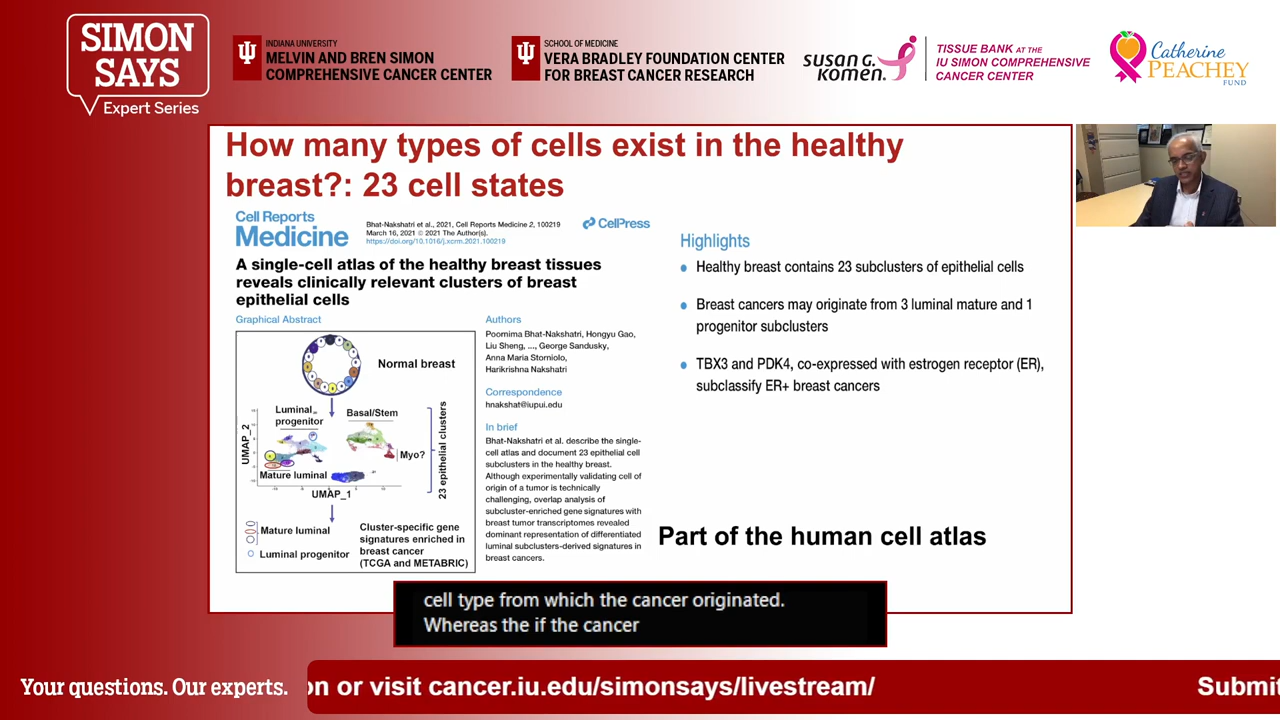 SIMON
SAYS
Expert Series
INDIANA UNIVERSITY
MELVIN AND BREN SIMON
COMPREHENSIVE CANCER CENTER
SCHOOL OF MEDICINE
VERA BRADLEY FOUNDATION CENTER
FOR BREAST CANCER RESEARCH
SUSAN G.
Komen.
TISSUE BANK AT THE
IU SIMON COMPREHENSIVE
CANCER CENTER
Catherine
PEACHEY
FUND
How many types of cells exist in the healthy
breast?: 23 cell states
Cell Reports
Medicine
Bhat-Nakshatri et al., 2021, Cell Reports Medicine 2, 100219
March 16, 2021 © 2021 The Author(s).
https://doi.org/10.1016/j.xcrm.2021.100219
CellPress
A single-cell atlas of the healthy breast tissues
reveals clinically relevant clusters of breast
epithelial cells
Graphical Abstract
Normal breast
Luminal
progenitor
Basal/Stem
Myo?
Mature luminal
UMAP_2
UMAP_1
23 epithelial clusters
Mature luminal
Luminal progenitor
Cluster-specific gene
signatures enriched in
breast cancer
(TCGA and METABRIC)
Authors
Poornima Bhat-Nakshatri, Hongyu Gao,
Liu Sheng, ..., George Sandusky,
Anna Maria Storniolo,
Harikrishna Nakshatri
Correspondence
hnakshat@iupui.edu
In brief
Bhat-Nakshatri et al. describe the single-
cell atlas and document 23 epithelial cell
subclusters in the healthy breast.
Although experimentally validating cell of
origin of a tumor is technically
challenging, overlap analysis of
subcluster-enriched gene signatures with
breast tumor transcriptomes revealed
dominant representation of differentiated
luminal subclusters-derived signatures in
breast cancers.
Highlights
Healthy breast contains 23 subclusters of epithelial cells
Breast cancers may originate from 3 luminal mature and 1
progenitor subclusters
TBX3 and PDK4, co-expressed with estrogen receptor (ER),
subclassify ER+ breast cancers
Part of the human cell atlas
cell type from which the cancer originated.
Whereas the if the cancer
Your questions. Our experts.
on or visit cancer.iu.edu/simonsays/livestream/
Submit